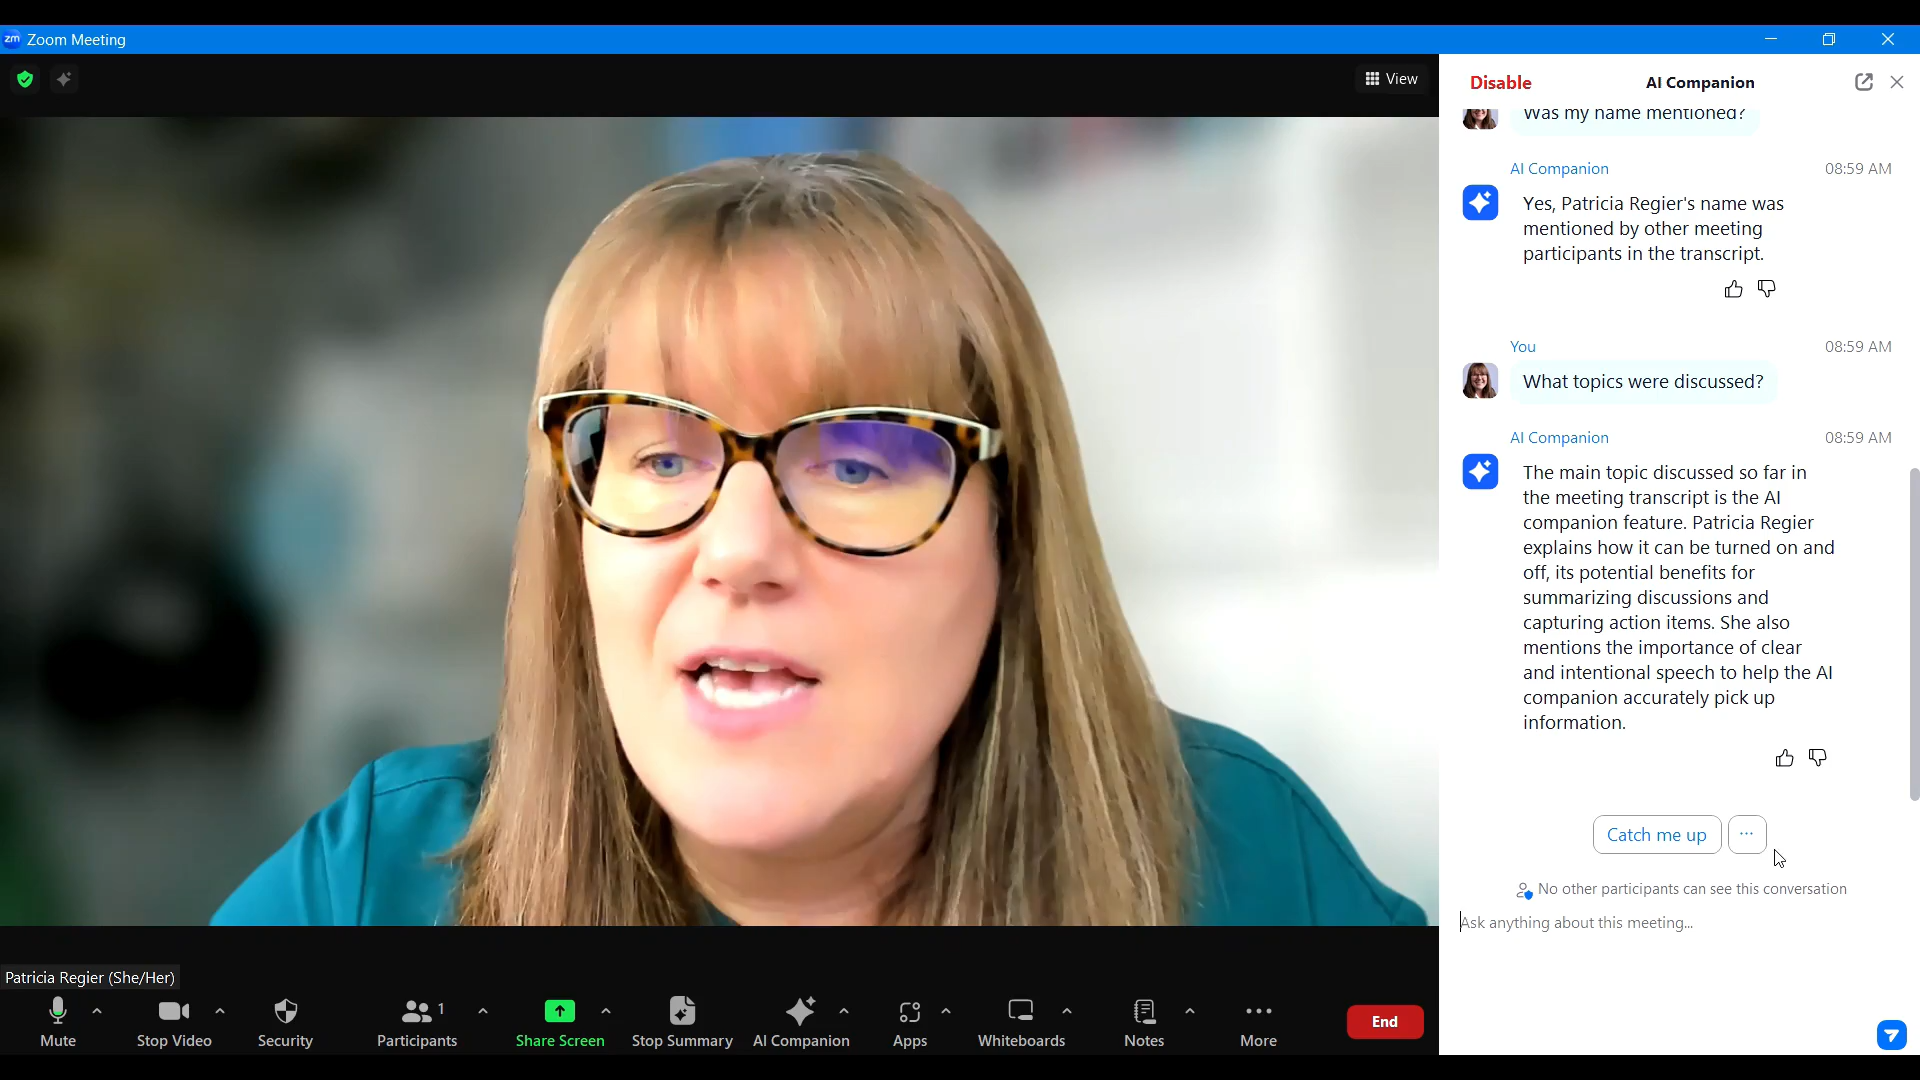 zm Zoom Meeting
View
Disable
AI Companion
Was my name mentioned?
AI Companion 08:59 AM
Yes, Patricia Regier's name was
mentioned by other meeting
participants in the transcript.
You 08:59 AM
What topics were discussed?
AI Companion 08:59 AM
The main topic discussed so far in
the meeting transcript is the AI
companion feature. Patricia Regier
explains how it can be turned on and
off, its potential benefits for
summarizing discussions and
capturing action items. She also
mentions the importance of clear
and intentional speech to help the AI
companion accurately pick up
information.
Catch me up ...
No other participants can see this conversation
Ask anything about this meeting...
Patricia Regier (She/Her)
1
Mute Stop Video Security Participants Share Screen Stop Summary AI Companion Apps Whiteboards Notes More
End